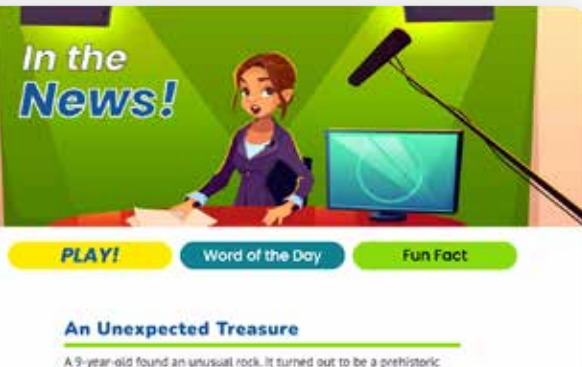 In the
News!
PLAY!
Word of the Day
Fun Fact
An Unexpected Treasure
A 9-year-old found an unusual rock. It turned out to be a prehistoric